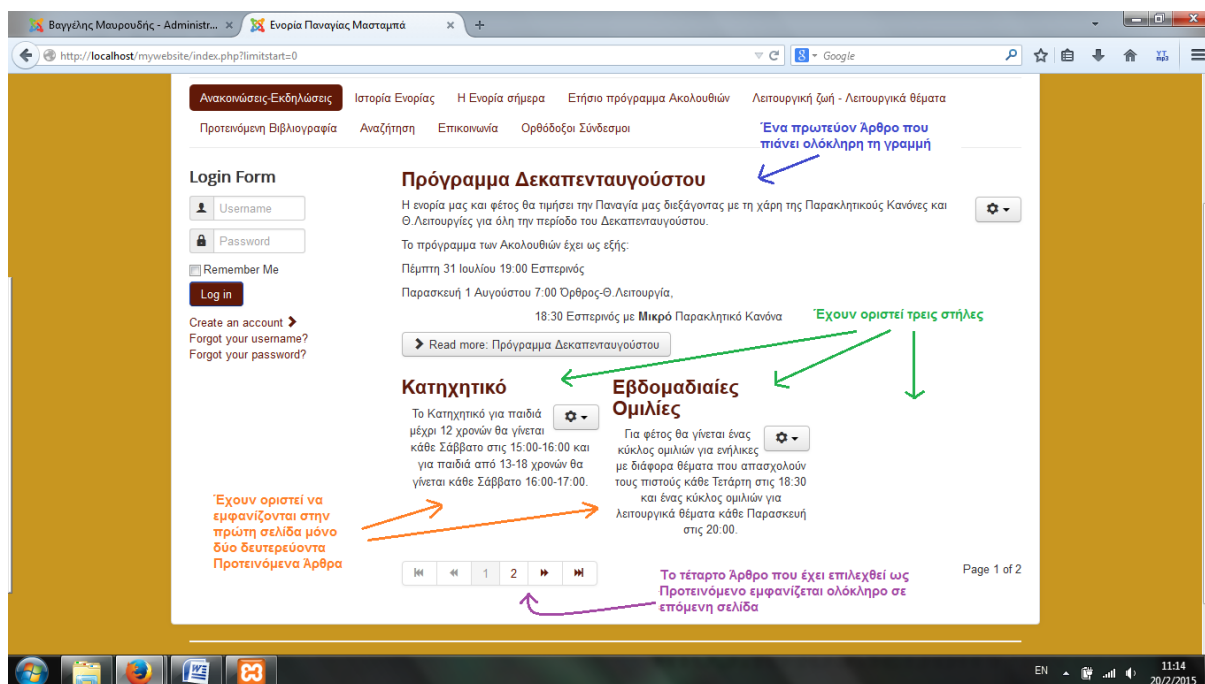 Βαγγέλης Μαυρουδής - Administr...
Ενορία Παναγίας Μασταμπά
http://localhost/mywebsite/index.php?limitstart=0
Google
Ανακοινώσεις-Εκδηλώσεις Ιστορία Ενορίας Η Ενορία σήμερα Ετήσιο πρόγραμμα Ακολουθιών Λειτουργική ζωή - Λειτουργικά θέματα
Προτεινόμενη Βιβλιογραφία Αναζήτηση Επικοινωνία Ορθόδοξοι Σύνδεσμοι
Ένα πρωτεύον Άρθρο που
πιάνει ολόκληρη τη γραμμή
Login Form
Username
Password
Remember Me
Log in
Create an account
Forgot your username?
Forgot your password?
Πρόγραμμα Δεκαπενταυγούστου
Η ενορία μας και φέτος θα τιμήσει την Παναγία μας διεξάγοντας με τη χάρη της Παρακλητικούς Κανόνες και
Θ.Λειτουργίες για όλη την περίοδο του Δεκαπενταυγούστου.
Το πρόγραμμα των Ακολουθιών έχει ως εξής:
Πέμπτη 31 Ιουλίου 19:00 Εσπερινός
Παρασκευή 1 Αυγούστου 7:00 Όρθρος-Θ.Λειτουργία,
18:30 Εσπερινός με Μικρό Παρακλητικό Κανόνα
Έχουν οριστεί τρεις στήλες
Read more: Πρόγραμμα Δεκαπενταυγούστου
Κατηχητικό
Το Κατηχητικό για παιδιά
μέχρι 12 χρονών θα γίνεται
κάθε Σάββατο στις 15:00-16:00 και
για παιδιά από 13-18 χρονών θα
γίνεται κάθε Σάββατο 16:00-17:00.
Εβδομαδιαίες
Ομιλίες
Για φέτος θα γίνεται ένας
κύκλος ομιλιών για ενήλικες
με διάφορα θέματα που απασχολούν
τους πιστούς κάθε Τετάρτη στις 18:30
και ένας κύκλος ομιλιών για
λειτουργικά θέματα κάθε Παρασκευή
στις 20:00.
Έχουν οριστεί να
εμφανίζονται στην
πρώτη σελίδα μόνο
δύο δευτερεύοντα
Προτεινόμενα Άρθρα
1 2
Page 1 of 2
Το τέταρτο Άρθρο που έχει επιλεχθεί ως
Προτεινόμενο εμφανίζεται ολόκληρο σε
επόμενη σελίδα
EN
11:14
20/2/2015